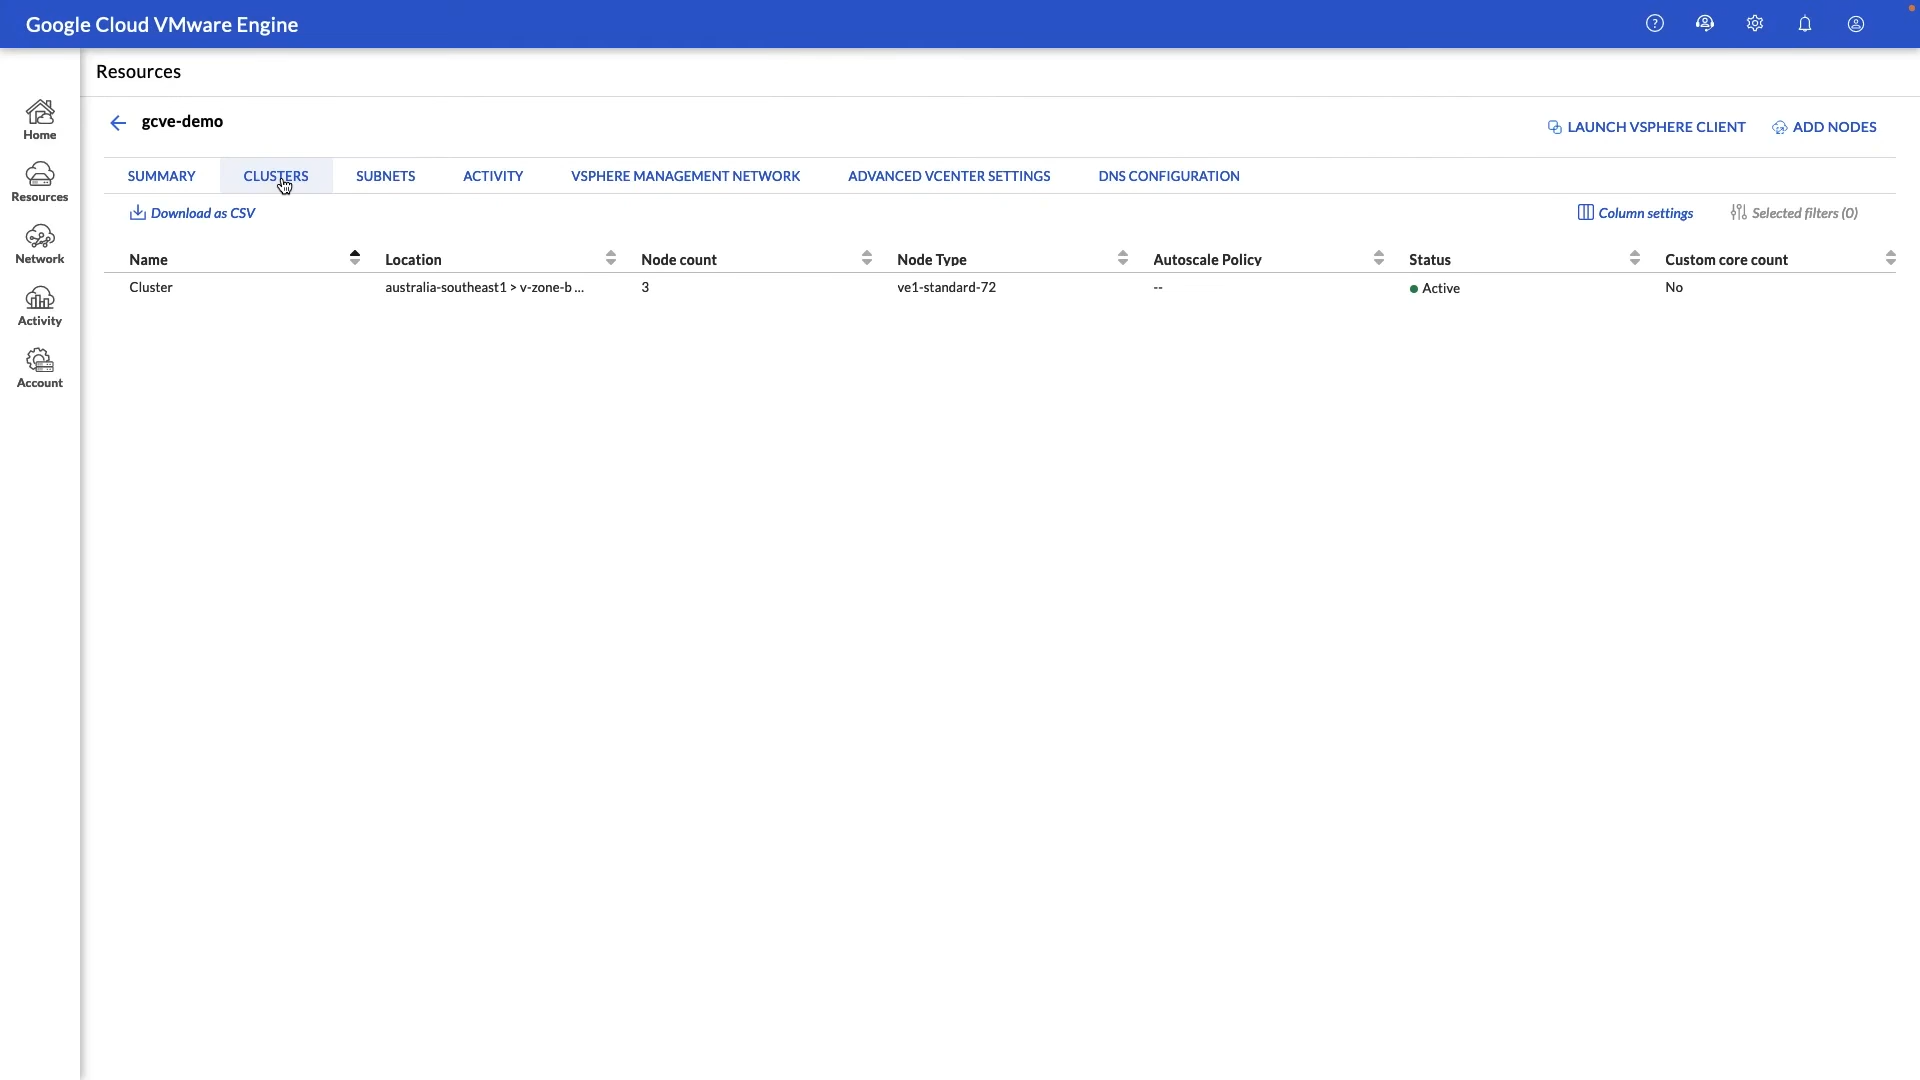 Google Cloud VMware Engine
Resources
Home
Resources
Network
Activity
Account
gcve-demo
LAUNCH VSPHERE CLIENT
ADD NODES
SUMMARY CLUSTERS SUBNETS ACTIVITY VSPHERE MANAGEMENT NETWORK ADVANCED VCENTER SETTINGS DNS CONFIGURATION
Download as CSV
Column settings
Selected filters (0)
Name Location Node count Node Type Autoscale Policy Status Custom core count
Cluster australia-southeast1 > v-zone-b ... 3 ve1-standard-72 -- Active No